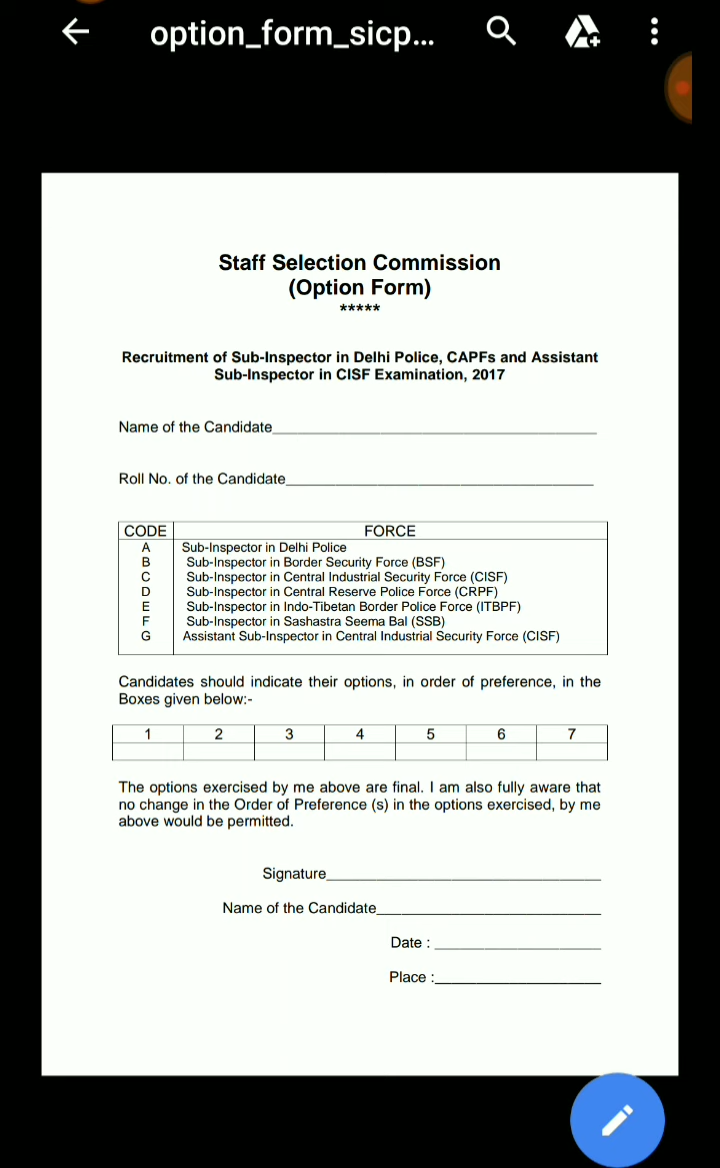 option_form_sicp...
Staff Selection Commission
(Option Form)
*****
Recruitment of Sub-Inspector in Delhi Police, CAPFs and Assistant
Sub-Inspector in CISF Examination, 2017
Name of the Candidate
Roll No. of the Candidate
CODE FORCE
A Sub-Inspector in Delhi Police
B Sub-Inspector in Border Security Force (BSF)
C Sub-Inspector in Central Industrial Security Force (CISF)
D Sub-Inspector in Central Reserve Police Force (CRPF)
E Sub-Inspector in Indo-Tibetan Border Police Force (ITBPF)
F Sub-Inspector in Sashastra Seema Bal (SSB)
G Assistant Sub-Inspector in Central Industrial Security Force (CISF)
Candidates should indicate their options, in order of preference, in the
Boxes given below:-
1 2 3 4 5 6 7
The options exercised by me above are final. I am also fully aware that
no change in the Order of Preference (s) in the options exercised, by me
above would be permitted.
Signature
Name of the Candidate
Date :
Place :